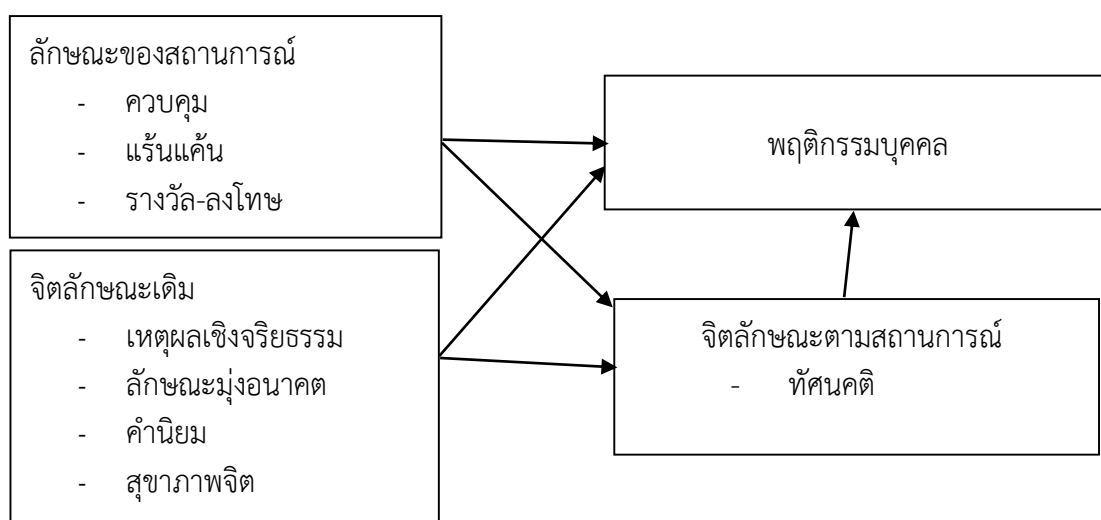 ลักษณะของสถานการณ์
- ควบคุม
- แร้นแค้น
- รางวัล-ลงโทษ
จิตลักษณะเดิม
- เหตุผลเชิงจริยธรรม
- ลักษณะมุ่งอนาคต
- คำนิยม
- สุขาภาพจิต
พฤติกรรมบุคคล
จิตลักษณะตามสถานการณ์
- ทัศนคติ